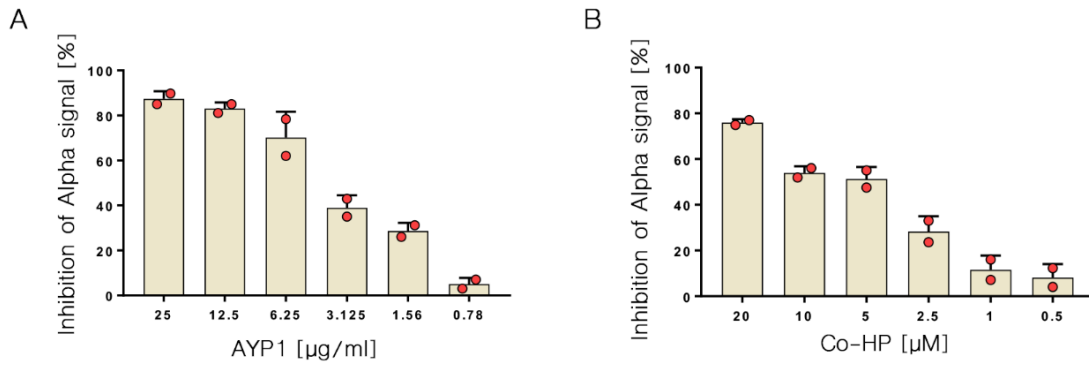 A
Inhibition of Alpha signal [%]
100
80
60
40
20
0
25 12.5 6.25 3.125 1.56 0.78
AYP1 [µg/ml]
B
Inhibition of Alpha signal [%]
100
80
60
40
20
0
20 10 5 2.5 1 0.5
Co-HP [µM]